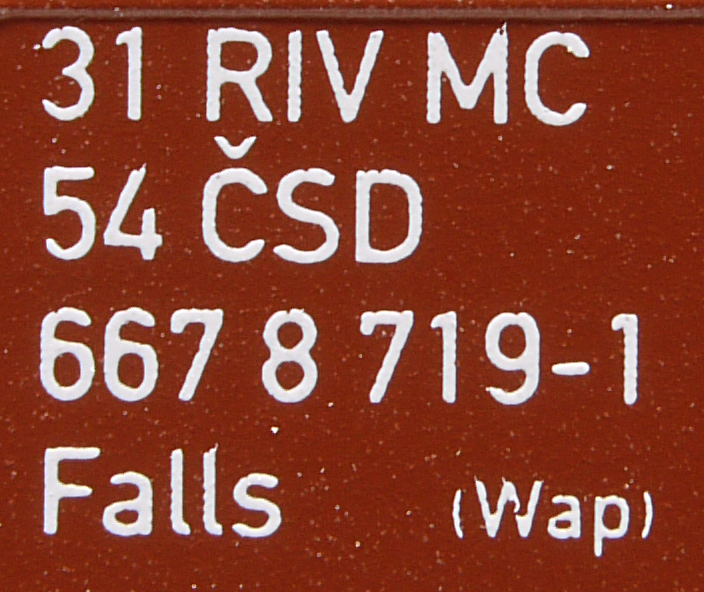 31 RIV MC
54 ČSD
667 8 719-1
Falls (Wap)